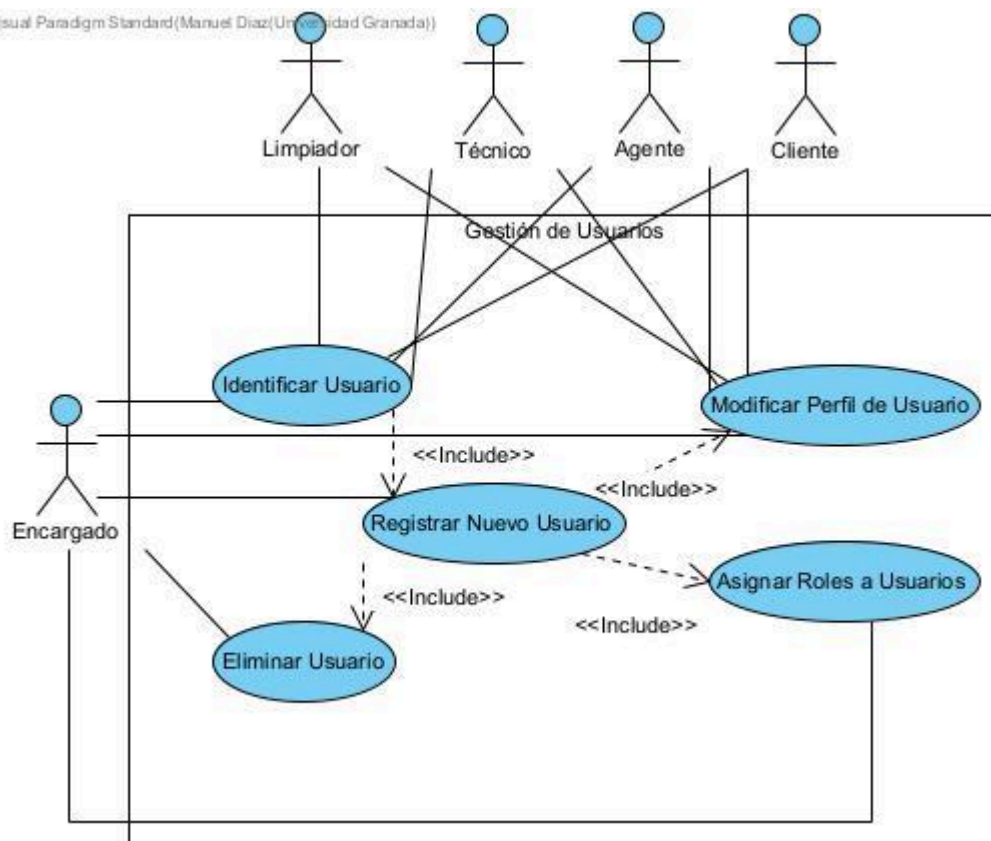 sual Paradigm Standard(Manuel Diaz(Universidad Granada))
Limpiador
Técnico
Agente
Cliente
Gestión de Usuarios
Identificar Usuario
Modificar Perfil de Usuario
<<Include>>
<<Include>>
Registrar Nuevo Usuario
Encargado
Asignar Roles a Usuarios
<<Include>>
<<Include>>
Eliminar Usuario